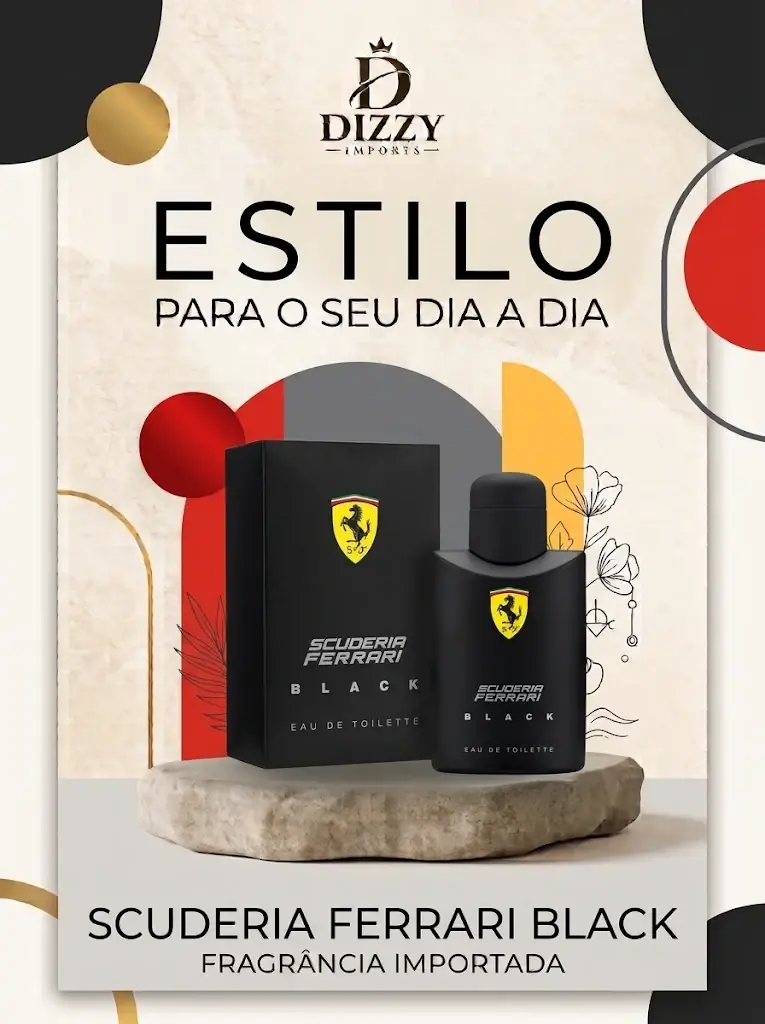 D
DIZZY
IMPORTS
ESTILO
PARA O SEU DIA A DIA
SCUDERIA
FERRARI
BLACK
EAU DE TOILETTE
SCUDERIA
FERRARI
BLACK
EAU DE TOILETTE
SCUDERIA FERRARI BLACK
FRAGRÂNCIA IMPORTADA